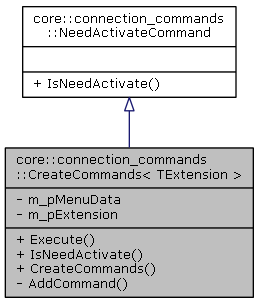 core::connection_commands
::NeedActivateCommand
+ IsNeedActivate()
core::connection_commands
::CreateCommands< TExtension >
- m_pMenuData
- m_pExtension
+ Execute()
+ IsNeedActivate()
+ CreateCommands()
- AddCommand()